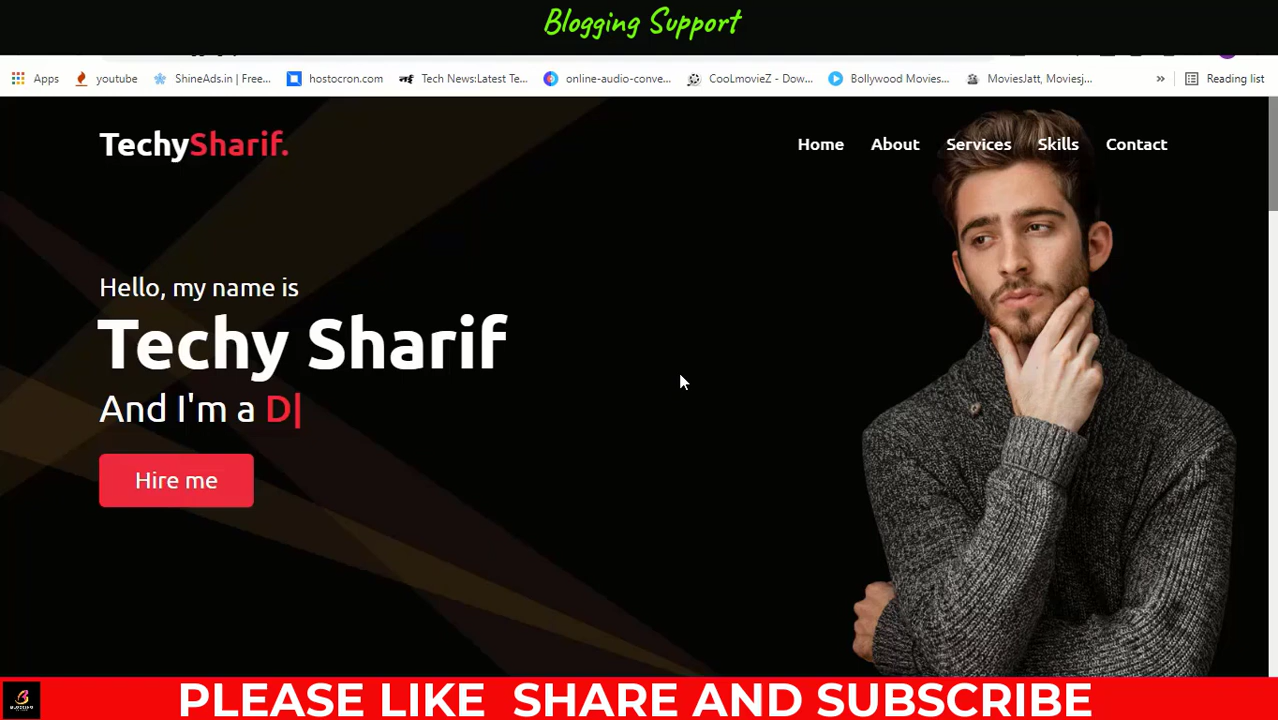 Blogging Support
Apps youtube ShineAds.in | Free... hostocron.com Tech News:Latest Te... online-audio-conve... CooLmovieZ - Dow... Bollywood Movies... MoviesJatt, Moviesj... » Reading list
TechySharif.
Home About Services Skills Contact
Hello, my name is
Techy Sharif
And I'm a D|
Hire me
PLEASE LIKE SHARE AND SUBSCRIBE